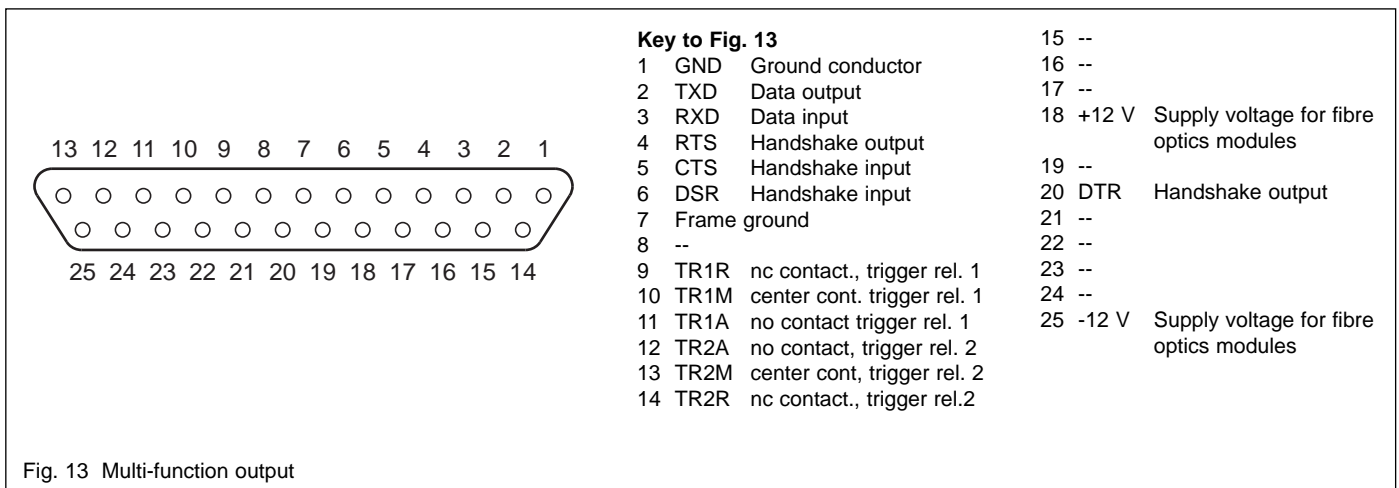 13 12 11 10 9 8 7 6 5 4 3 2 1
25 24 23 22 21 20 19 18 17 16 15 14
Key to Fig. 13
1 GND Ground conductor
2 TXD Data output
3 RXD Data input
4 RTS Handshake output
5 CTS Handshake input
6 DSR Handshake input
7 Frame ground
8 --
9 TR1R nc contact., trigger rel. 1
10 TR1M center cont. trigger rel. 1
11 TR1A no contact trigger rel. 1
12 TR2A no contact, trigger rel. 2
13 TR2M center cont, trigger rel. 2
14 TR2R nc contact., trigger rel.2
15 --
16 --
17 --
18 +12 V Supply voltage for fibre
optics modules
19 --
20 DTR Handshake output
21 --
22 --
23 --
24 --
25 -12 V Supply voltage for fibre
optics modules
Fig. 13 Multi-function output